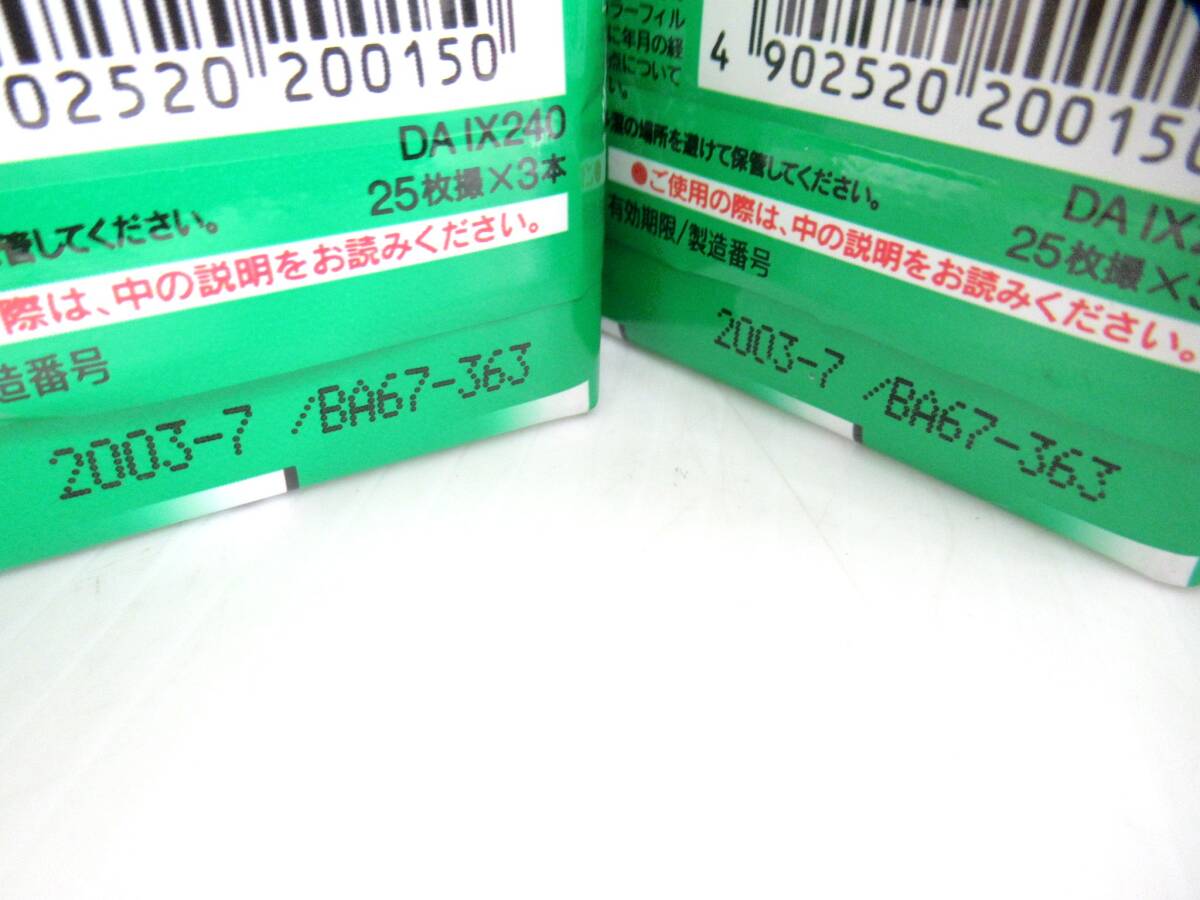 02520 200150
DA IX240
25枚撮×3本
管してください。
際は、中の説明をお読みください。
造番号
2003-7 /BA67-363
ラーフィル
に年月の経
点について
い。
4 902520 200150
の場所を避けて保管してください。
DA IX
25枚撮×
●ご使用の際は、中の説明をお読みください。
有効期限/製造番号
2003-7 /BA67-363